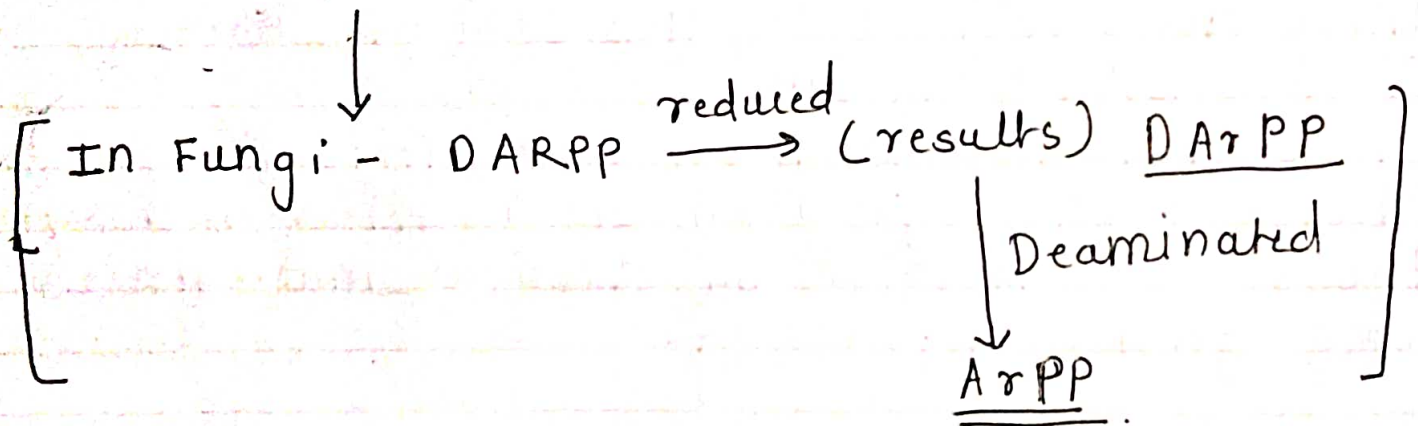 reduced
In Fungi - DARPP → (results) DArPP
Deaminated
ArPP.